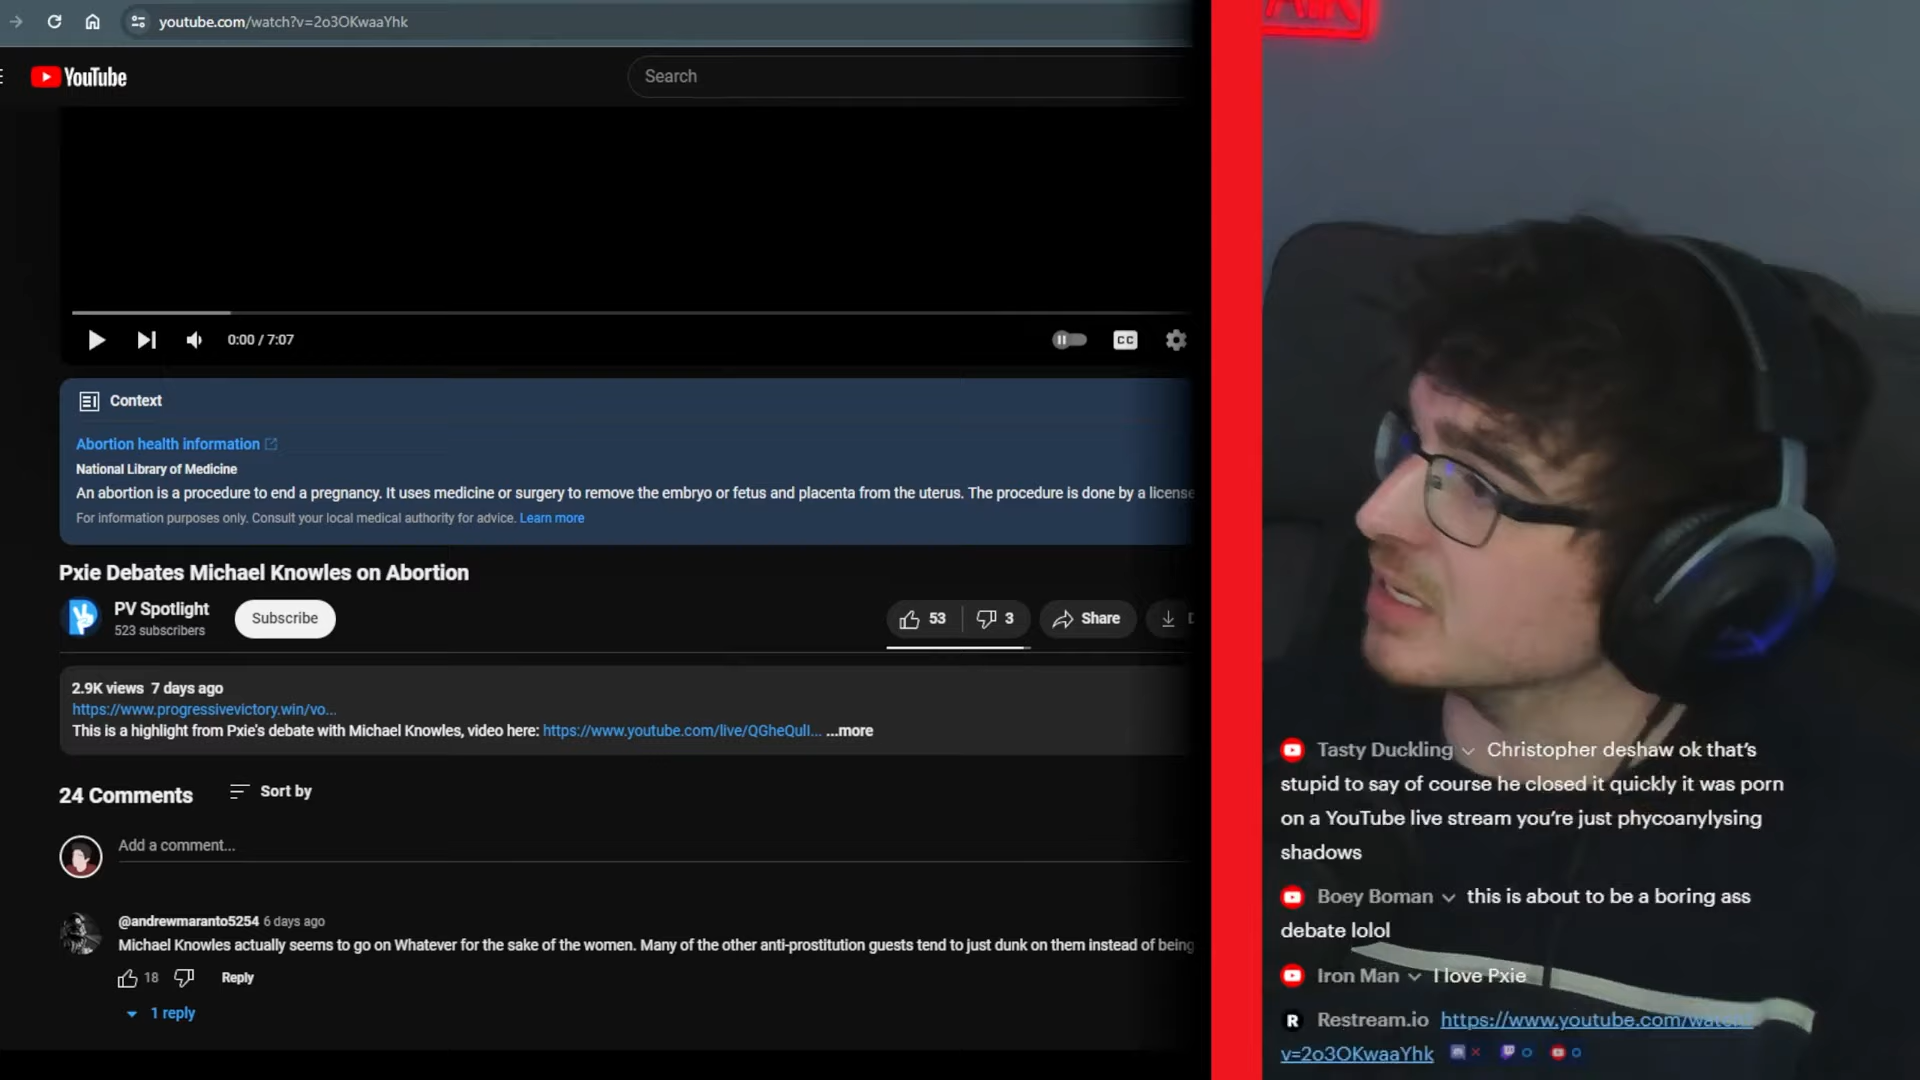 youtube.com/watch?v=2o3OKwaaYhk
YouTube
Search
0:00 / 7:07
CC
Context
Abortion health information
National Library of Medicine
An abortion is a procedure to end a pregnancy. It uses medicine or surgery to remove the embryo or fetus and placenta from the uterus. The procedure is done by a license
For information purposes only. Consult your local medical authority for advice. Learn more
Pxie Debates Michael Knowles on Abortion
PV Spotlight
523 subscribers
Subscribe
53
3
Share
2.9K views 7 days ago
https://www.progressivevictory.win/vo...
This is a highlight from Pxie's debate with Michael Knowles, video here: https://www.youtube.com/live/QGheQulI... ...more
24 Comments
Sort by
Add a comment...
@andrewmaranto5254 6 days ago
Michael Knowles actually seems to go on Whatever for the sake of the women. Many of the other anti-prostitution guests tend to just dunk on them instead of being
18
Reply
1 reply
AIR
Tasty Duckling Christopher deshaw ok that's
stupid to say of course he closed it quickly it was porn
on a YouTube live stream you're just phycoanylysing
shadows
Boey Boman this is about to be a boring ass
debate lolol
Iron Man I love Pxie
R Restream.io https://www.youtube.com/watch?
v=2o3OKwaaYhk